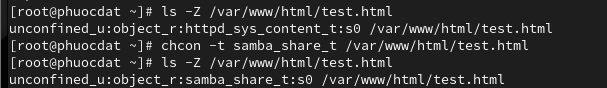 [root@phuocdat ~]# ls -Z /var/www/html/test.html
unconfined_u:object_r:httpd_sys_content_t:s0 /var/www/html/test.html
[root@phuocdat ~]# chcon -t samba_share_t /var/www/html/test.html
[root@phuocdat ~]# ls -Z /var/www/html/test.html
unconfined_u:object_r:samba_share_t:s0 /var/www/html/test.html